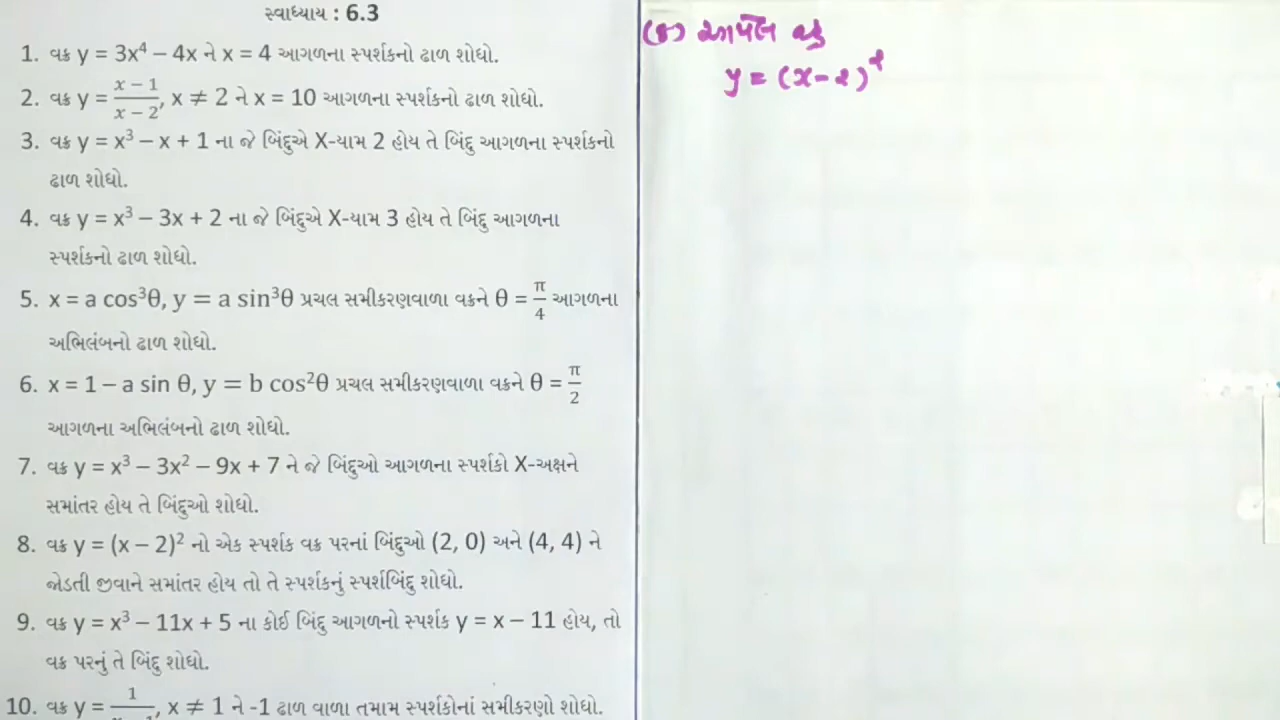 સ્વાધ્યાય : 6.3
1. વક્ર y = 3x⁴ – 4x ને x = 4 આગળના સ્પર્શકનો ઢાળ શોધો.
2. વક્ર y = (x – 1)/(x – 2), x ≠ 2 ને x = 10 આગળના સ્પર્શકનો ઢાળ શોધો.
3. વક્ર y = x³ – x + 1 ના જે બિંદુએ X-યામ 2 હોય તે બિંદુ આગળના સ્પર્શકનો
ઢાળ શોધો.
4. વક્ર y = x³ – 3x + 2 ના જે બિંદુએ X-યામ 3 હોય તે બિંદુ આગળના
સ્પર્શકનો ઢાળ શોધો.
5. x = a cos³θ, y = a sin³θ પ્રચલ સમીકરણવાળા વક્રને θ = π/4 આગળના
અભિલંબનો ઢાળ શોધો.
6. x = 1 – a sin θ, y = b cos²θ પ્રચલ સમીકરણવાળા વક્રને θ = π/2
આગળના અભિલંબનો ઢાળ શોધો.
7. વક્ર y = x³ – 3x² – 9x + 7 ને જે બિંદુઓ આગળના સ્પર્શકો X-અક્ષને
સમાંતર હોય તે બિંદુઓ શોધો.
8. વક્ર y = (x – 2)² નો એક સ્પર્શક વક્ર પરનાં બિંદુઓ (2, 0) અને (4, 4) ને
જોડતી જીવાને સમાંતર હોય તો તે સ્પર્શકનું સ્પર્શબિંદુ શોધો.
9. વક્ર y = x³ – 11x + 5 ના કોઈ બિંદુ આગળનો સ્પર્શક y = x – 11 હોય, તો
વક્ર પરનું તે બિંદુ શોધો.
10. વક્ર y = 1/, x ≠ 1 ને -1 ઢાળ વાળા તમામ સ્પર્શકોનાં સમીકરણો શોધો.
(૮) આપેલ વક્ર
y = (x-૨)^૨